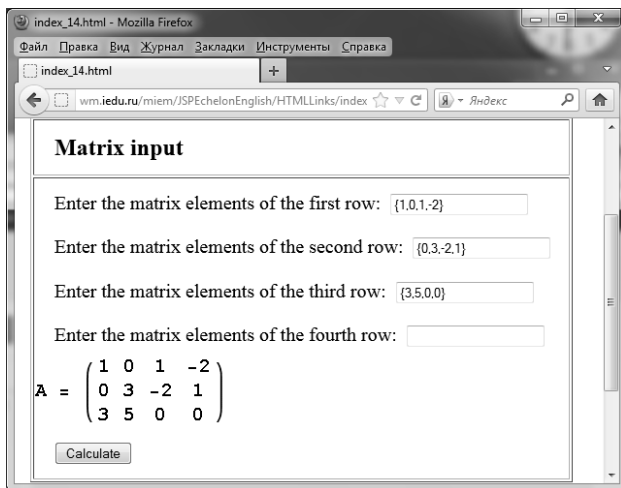 index_14.html - Mozilla Firefox
Файл Правка Вид Журнал Закладки Инструменты Справка
index_14.html +
wm.iedu.ru/miem/JSPEchelonEnglish/HTMLLinks/index Я Яндекс
Matrix input
Enter the matrix elements of the first row: {1,0,1,-2}
Enter the matrix elements of the second row: {0,3,-2,1}
Enter the matrix elements of the third row: {3,5,0,0}
Enter the matrix elements of the fourth row:
1 0 1 -2
A = 0 3 -2 1
3 5 0 0
Calculate